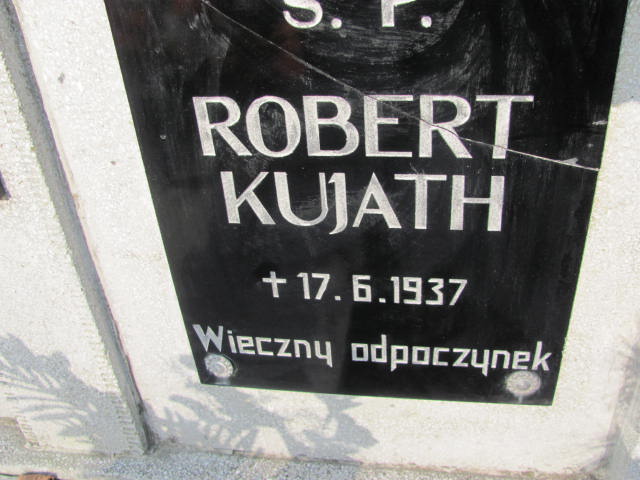 Ś. P.
ROBERT
KUJATH
✝ 17. 6. 1937
Wieczny odpoczynek